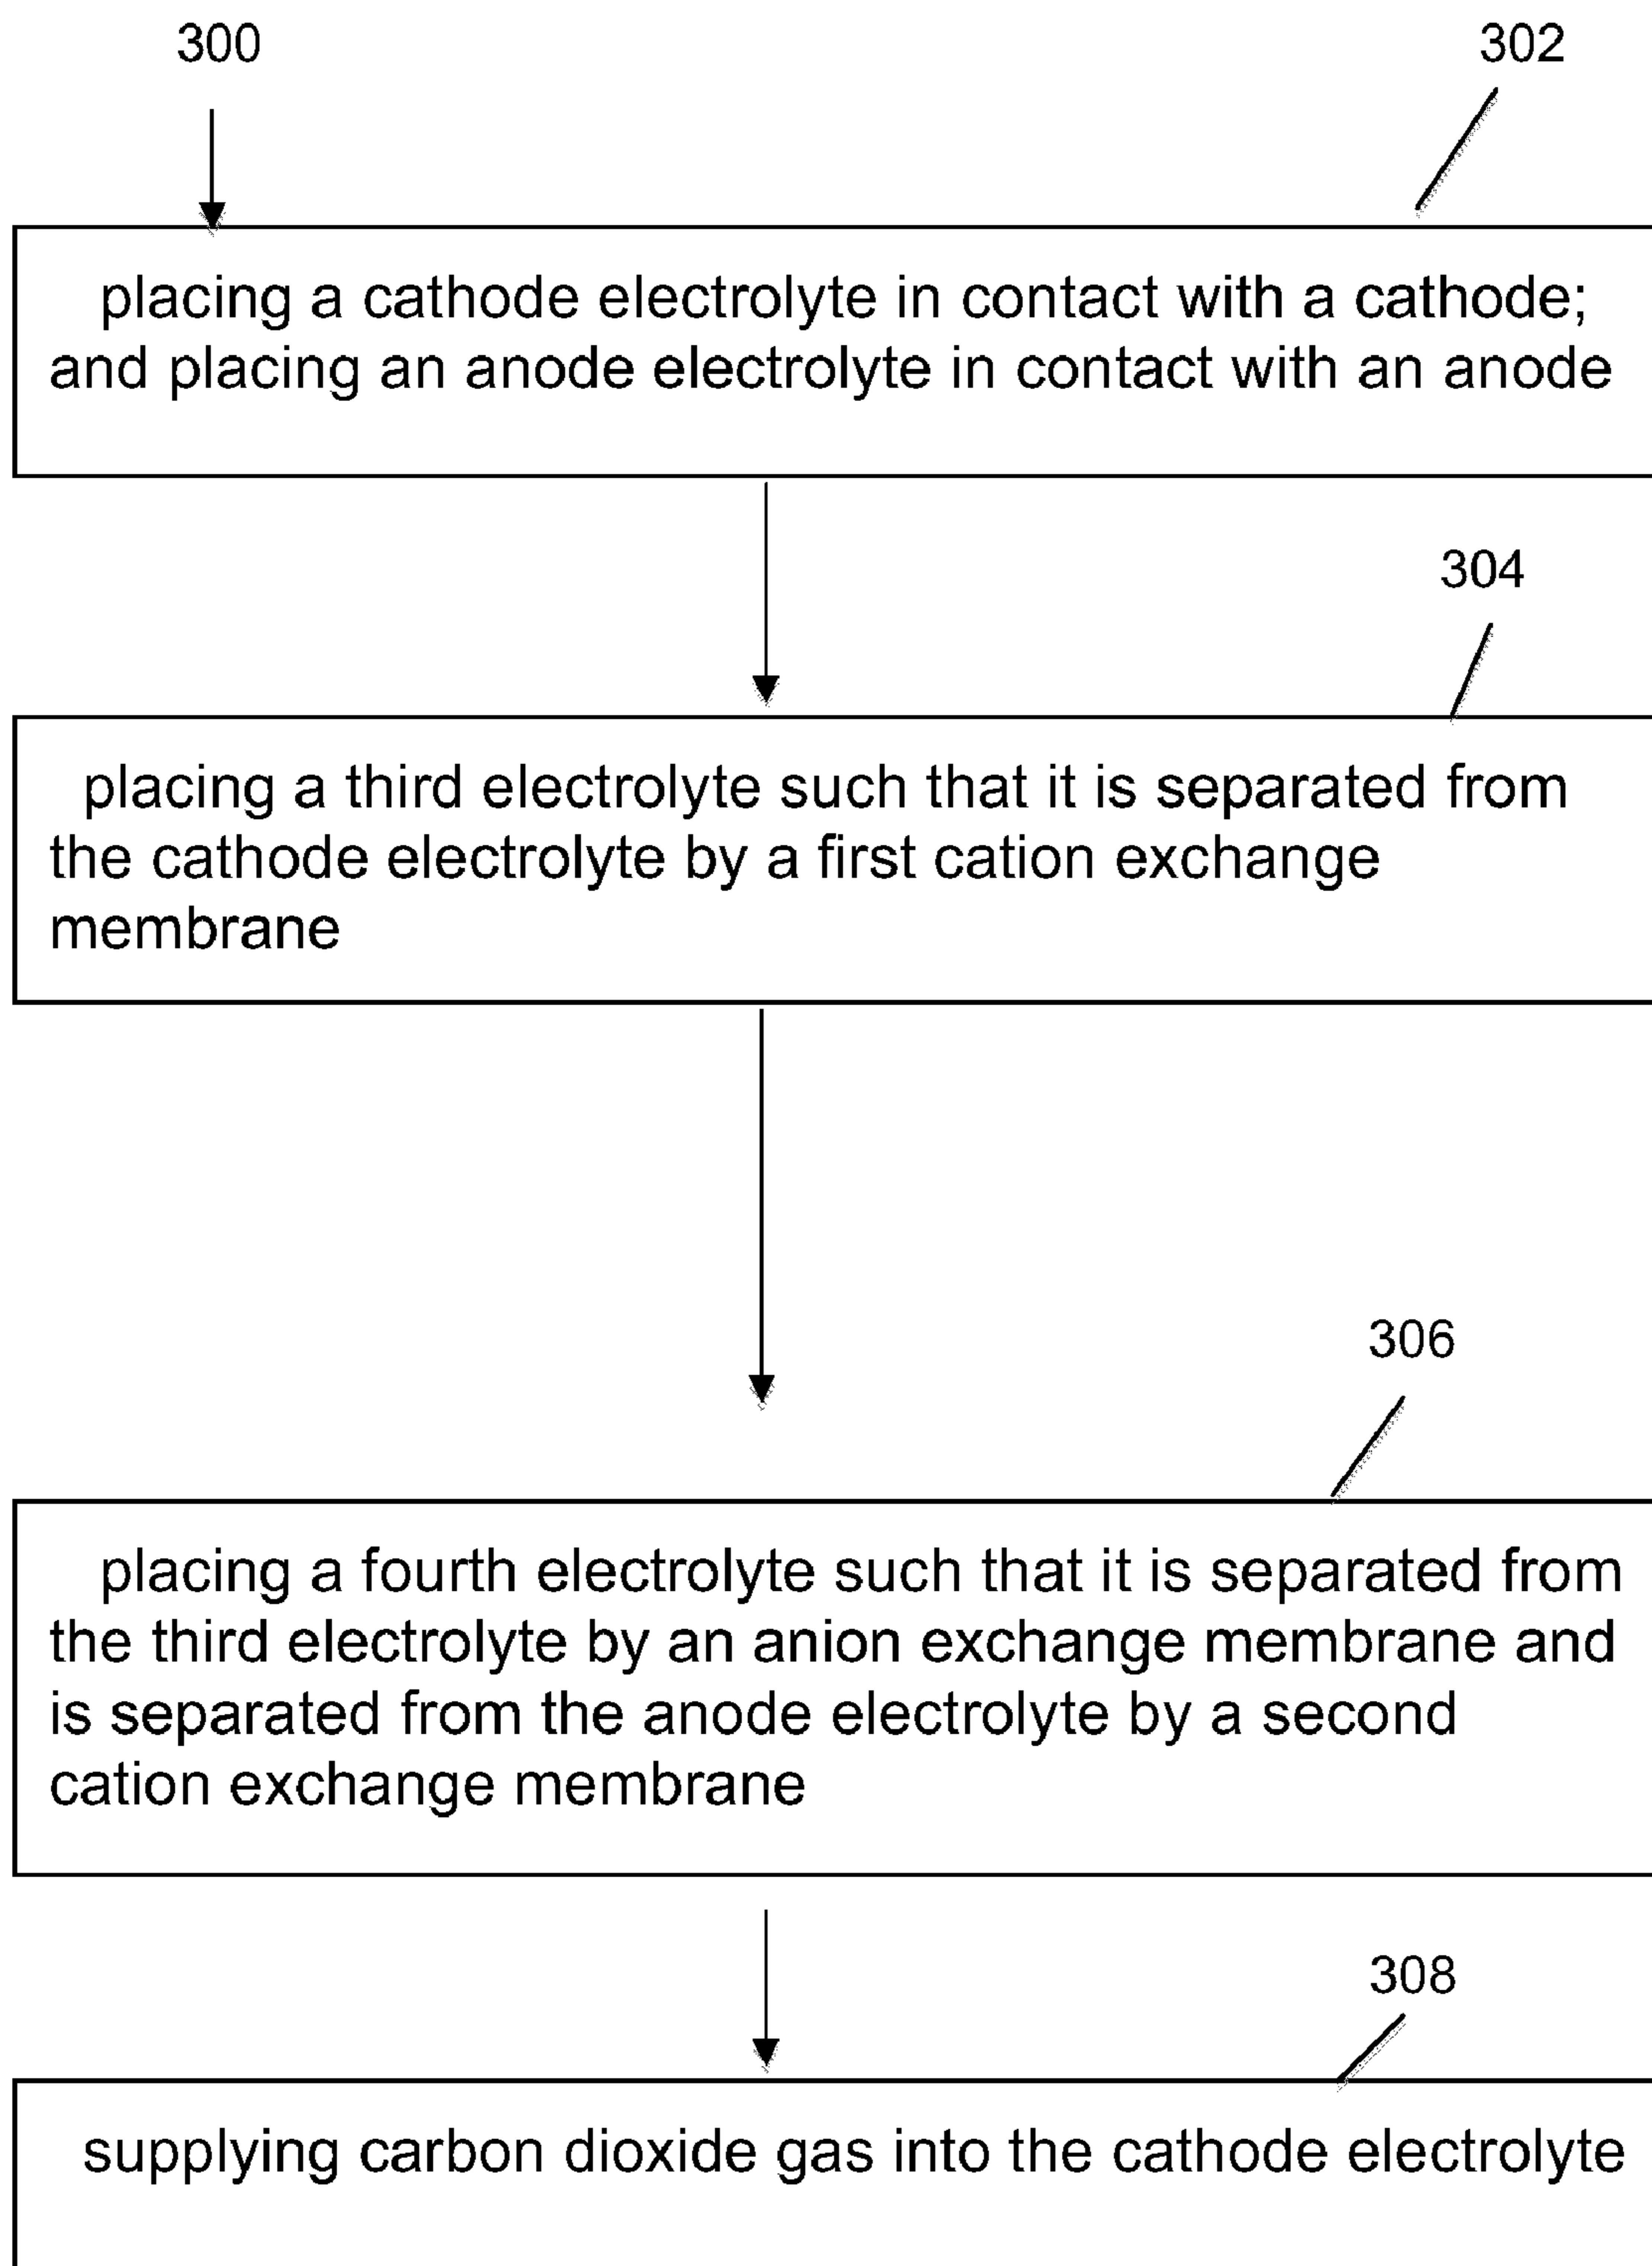 300
302
placing a cathode electrolyte in contact with a cathode;
and placing an anode electrolyte in contact with an anode
304
placing a third electrolyte such that it is separated from
the cathode electrolyte by a first cation exchange
membrane
306
placing a fourth electrolyte such that it is separated from
the third electrolyte by an anion exchange membrane and
is separated from the anode electrolyte by a second
cation exchange membrane
308
supplying carbon dioxide gas into the cathode electrolyte